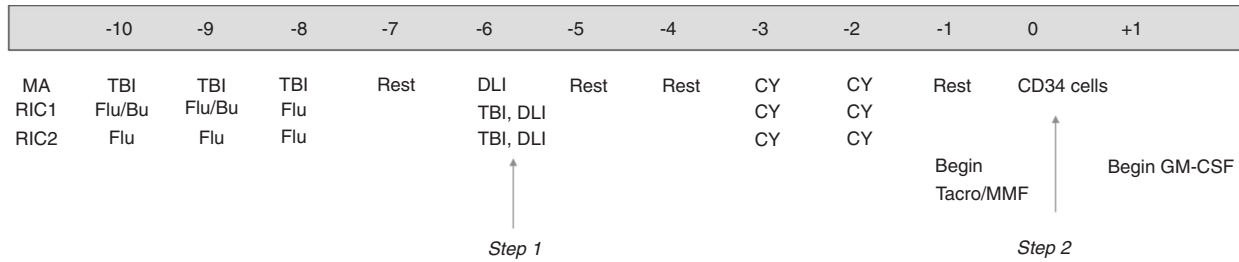 -10 -9 -8 -7 -6 -5 -4 -3 -2 -1 0 +1
MA TBI TBI TBI Rest DLI Rest Rest CY CY Rest CD34 cells
RIC1 Flu/Bu Flu/Bu Flu TBI, DLI CY CY
RIC2 Flu Flu Flu TBI, DLI CY CY
Begin Begin GM-CSF
Tacro/MMF
Step 1 Step 2